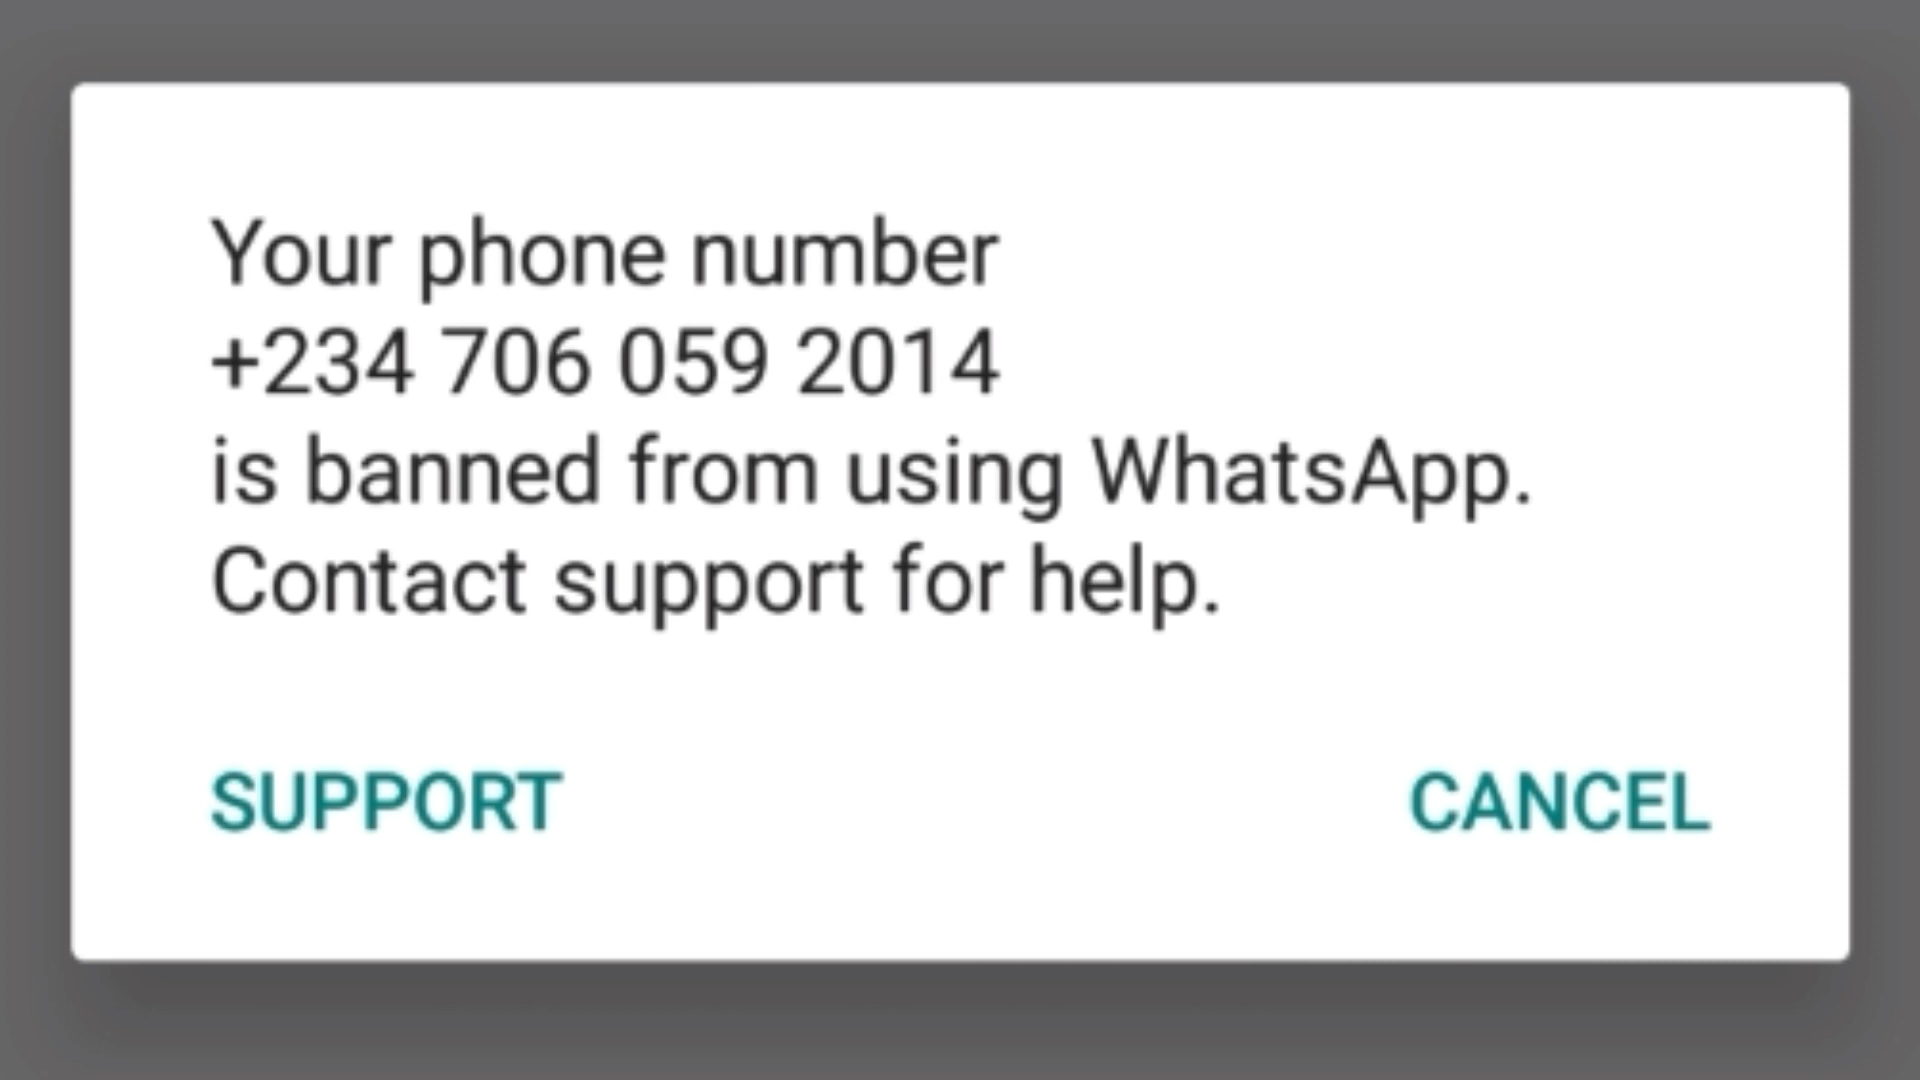 Your phone number
+234 706 059 2014
is banned from using WhatsApp.
Contact support for help.
SUPPORT CANCEL